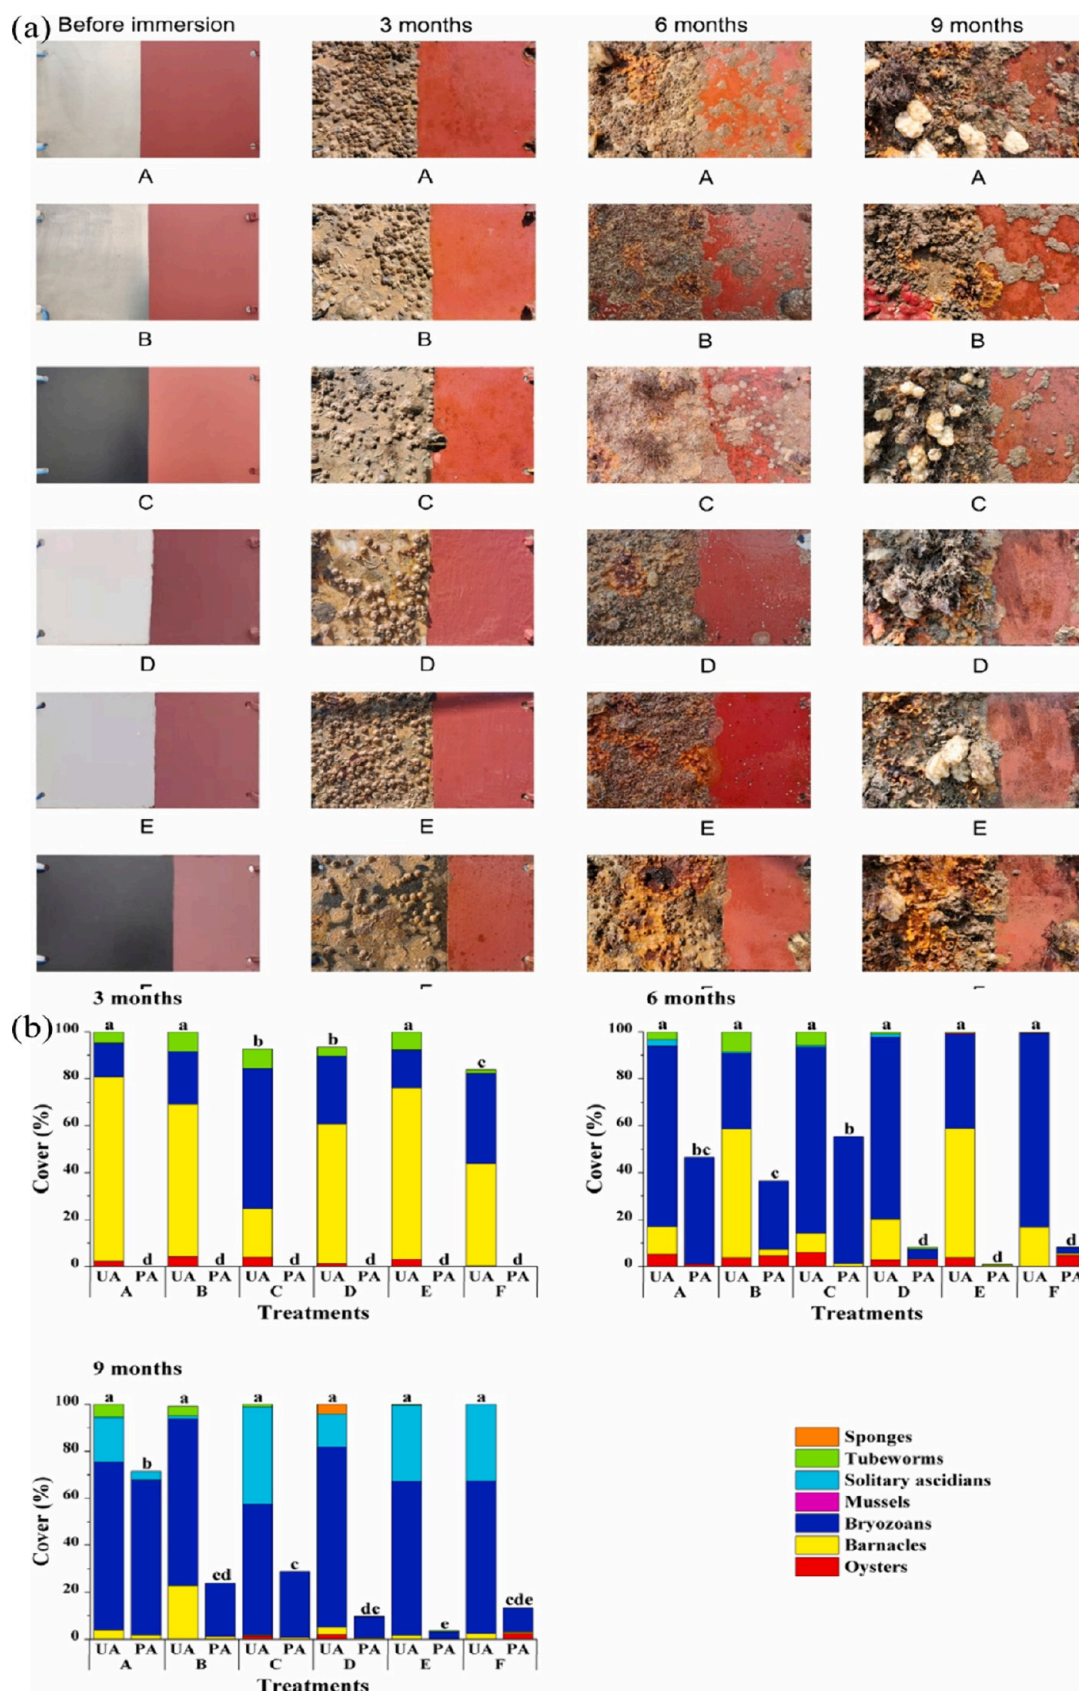 (a) Before immersion 3 months 6 months 9 months
A A A A
B B B B
C C C C
D D D D
E E E E
3 months 6 months
(b)
100 a a b b a c 100 a a a a a a
80 80
60 60 bc c b
40 40
20 20 d d d
0 d d d d d d 0
Cover (%) Cover (%)
UA PA UA PA UA PA UA PA UA PA UA PA UA PA UA PA UA PA UA PA UA PA UA PA
A B C D E F A B C D E F
Treatments Treatments
9 months
100 a a a a a a
80 b
60
40 cd c
20 de e cde
0
Cover (%)
UA PA UA PA UA PA UA PA UA PA UA PA
A B C D E F
Treatments
Sponges
Tubeworms
Solitary ascidians
Mussels
Bryozoans
Barnacles
Oysters